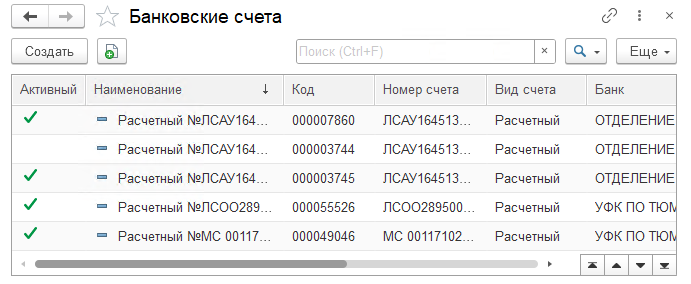 Банковские счета
Создать Поиск (Ctrl+F) × Еще
Активный Наименование ↓ Код Номер счета Вид счета Банк
Расчетный №ЛСАУ164... 000007860 ЛСАУ164513... Расчетный ОТДЕЛЕНИЕ
Расчетный №ЛСАУ164... 000003744 ЛСАУ164513... Расчетный ОТДЕЛЕНИЕ
Расчетный №ЛСАУ164... 000003745 ЛСАУ164513... Расчетный ОТДЕЛЕНИЕ
Расчетный №ЛСОО289... 000055526 ЛСОО289500... Расчетный УФК ПО ТЮМ
Расчетный №МС 00117... 000049046 МС 00117102... Расчетный УФК ПО ТЮМ